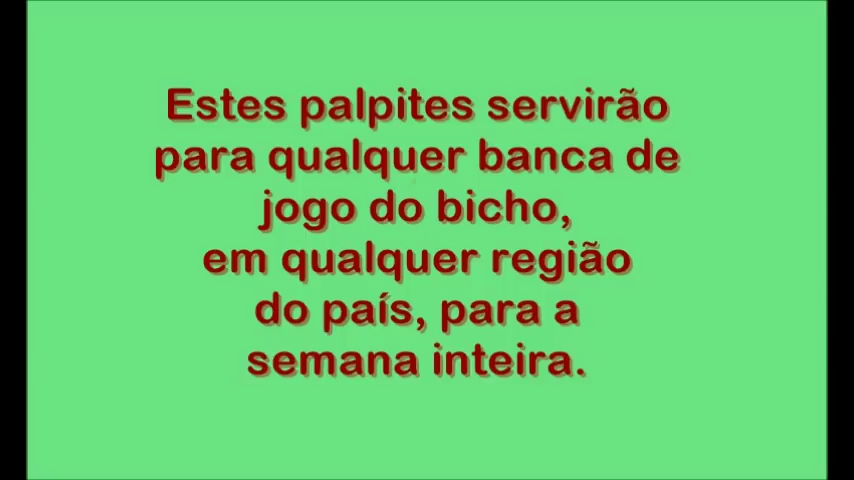 Estes palpites servirão
para qualquer banca de
jogo do bicho,
em qualquer região
do país, para a
semana inteira.